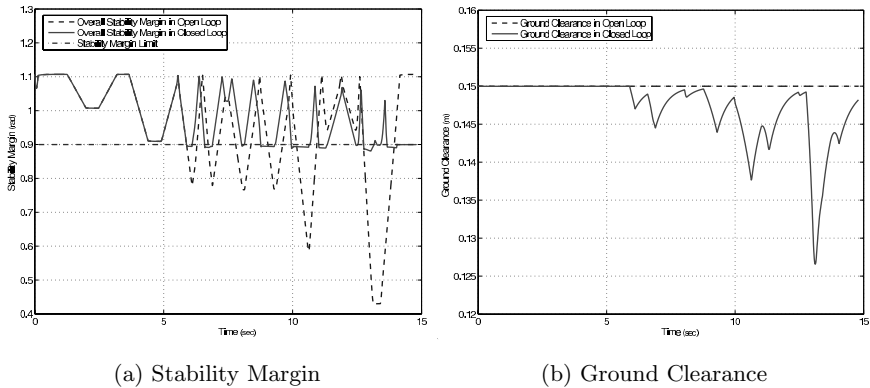 1.3
1.2
1.1
1
0.9
0.8
0.7
0.6
0.5
0.4
0
5
10
15
Stability Margin (rad)
Time (sec)
Overall Stability Margin in Open Loop
Overall Stability Margin in Closed Loop
Stability Margin Limit
(a) Stability Margin
0.16
0.155
0.15
0.145
0.14
0.135
0.13
0.125
0.12
0
5
10
15
Ground Clearance (m)
Time (sec)
Ground Clearance in Open Loop
Ground Clearance in Closed Loop
(b) Ground Clearance